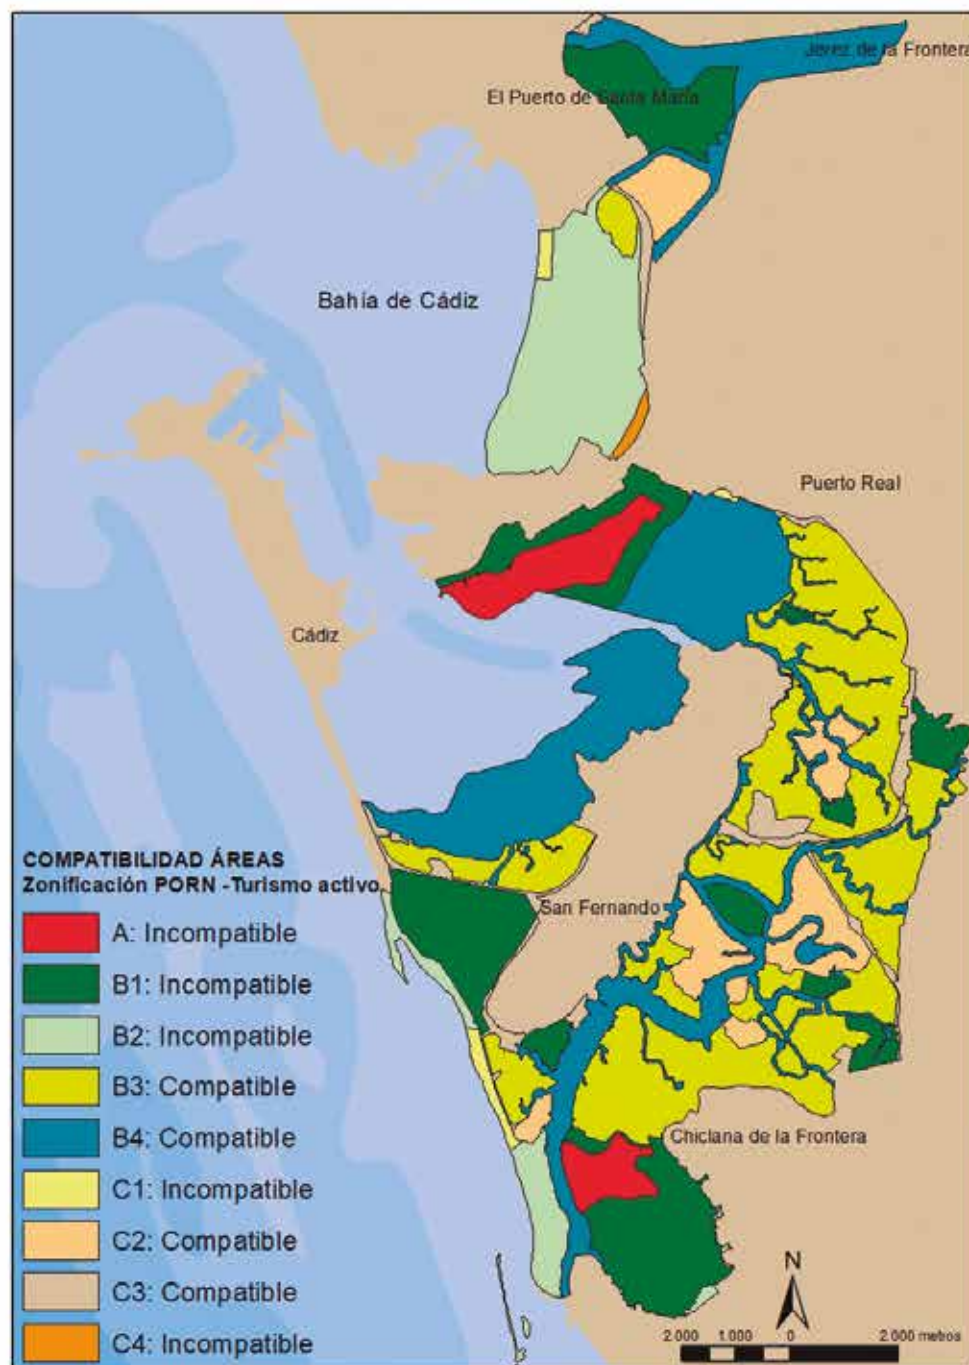 Jerez de la Frontera
El Puerto de Santa María
Bahía de Cádiz
Puerto Real
Cádiz
COMPATIBILIDAD ÁREAS
Zonificación PORN -Turismo activo
A: Incompatible
San Fernando
B1: Incompatible
B2: Incompatible
B3: Compatible
B4: Compatible
Chiclana de la Frontera
C1: Incompatible
C2: Compatible
C3: Compatible
C4: Incompatible
N
2 000 1 000 0 2 000 metros